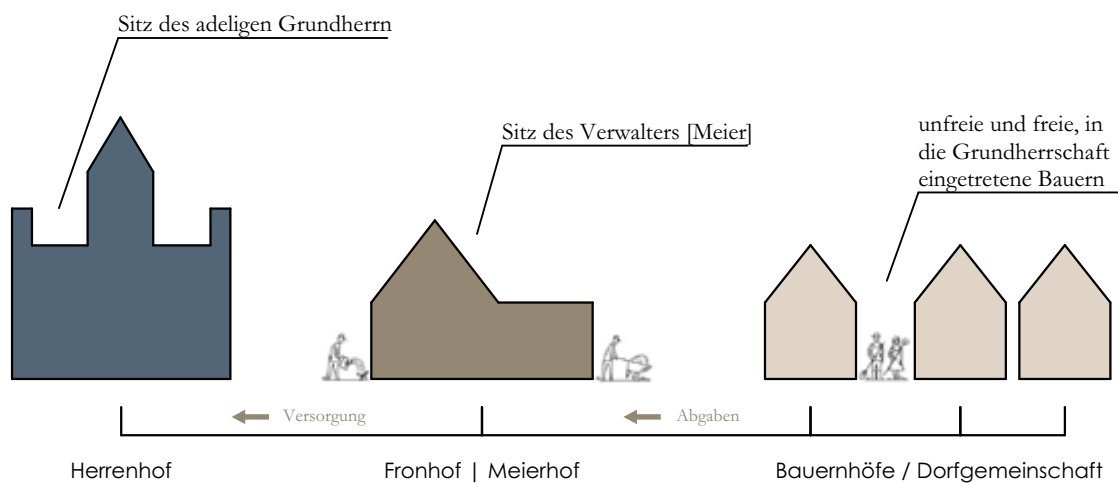 Sitz des adeligen Grundherrn
Sitz des Verwalters [Meier]
unfreie und freie, in
die Grundherrschaft
eingetretene Bauern
Versorgung
Abgaben
Herrenhof
Fronhof | Meierhof
Bauernhöfe / Dorfgemeinschaft